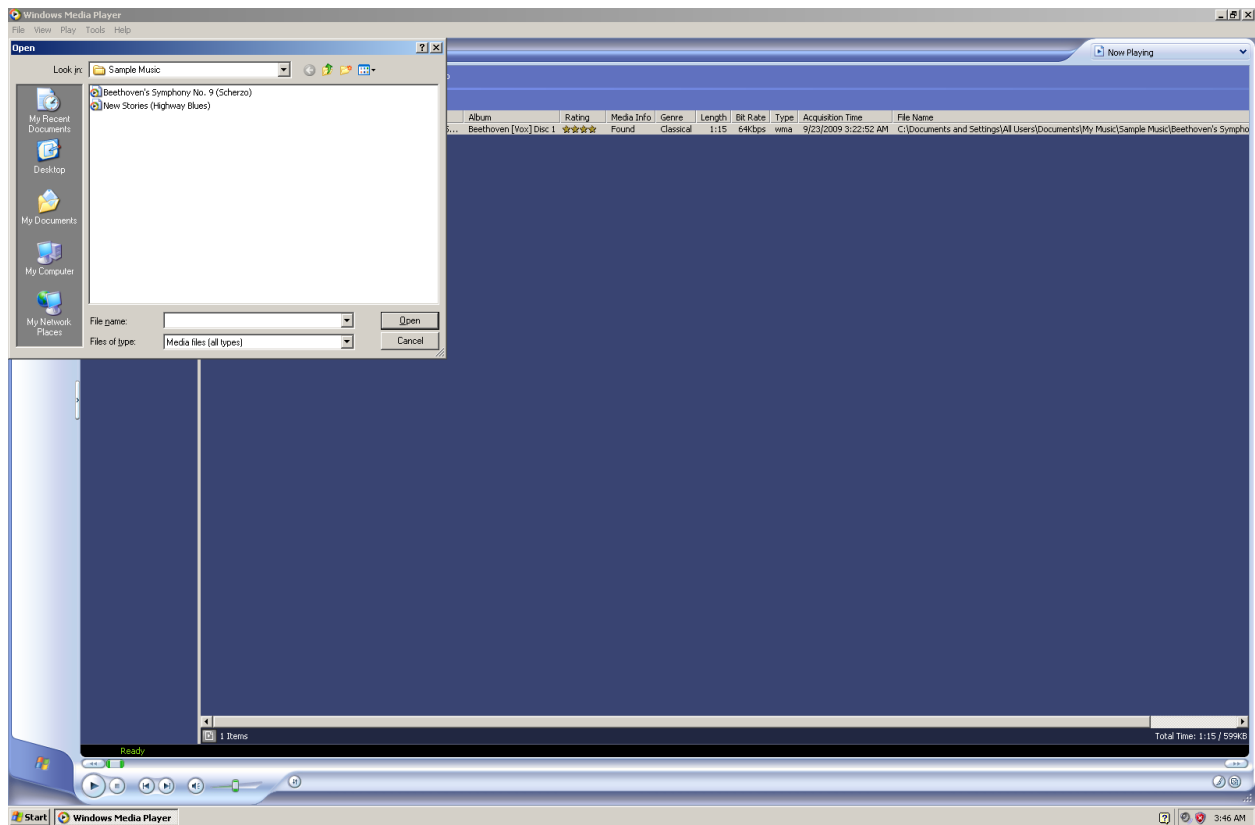 Windows Media Player
File View Play Tools Help
Open
Now Playing
Look in: Sample Music
Beethoven's Symphony No. 9 (Scherzo)
New Stories (Highway Blues)
My Recent Documents
Desktop
My Documents
My Computer
My Network Places
File name:
Open
Files of type: Media files (all types)
Cancel
Album Rating Media Info Genre Length Bit Rate Type Acquisition Time File Name
Beethoven [Vox] Disc 1 Found Classical 1:15 64Kbps wma 9/23/2009 3:22:52 AM C:\Documents and Settings\All Users\Documents\My Music\Sample Music\Beethoven's Sympho
1 Items
Total Time: 1:15 / 599KB
Ready
Start Windows Media Player 3:46 AM